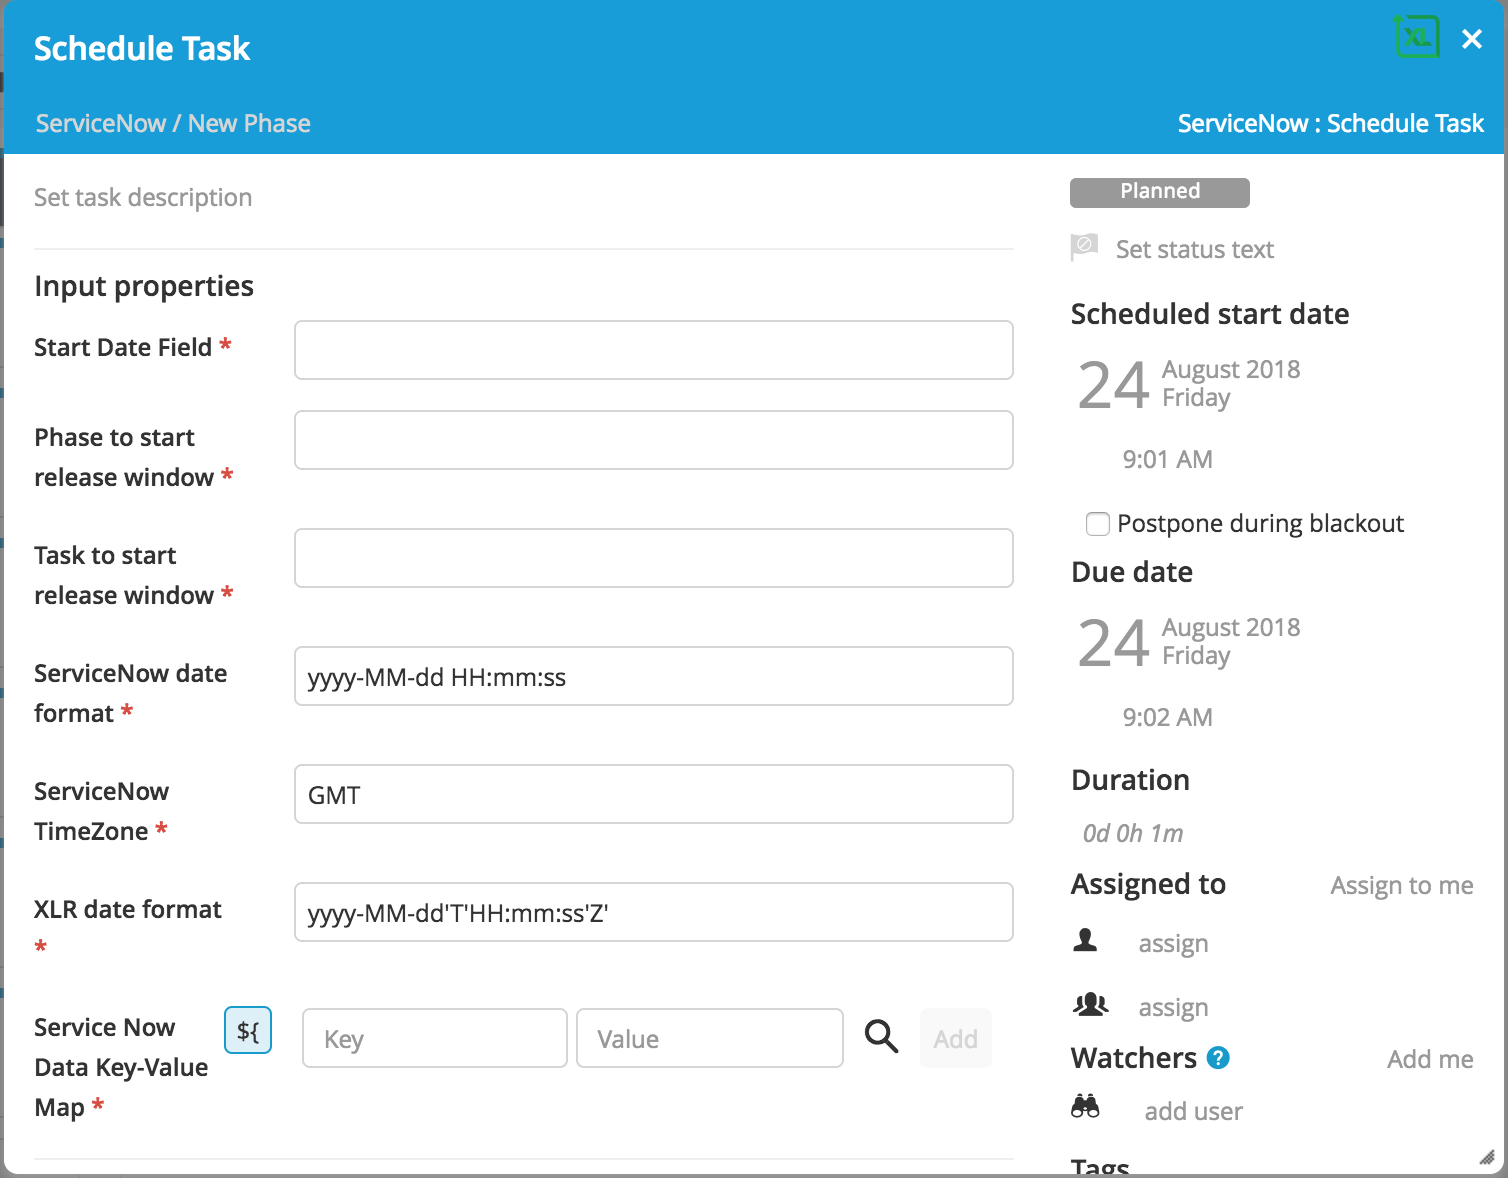 Schedule Task
XL
ServiceNow / New Phase
ServiceNow : Schedule Task
Set task description
Input properties
Start Date Field *
Phase to start
release window *
Task to start
release window *
ServiceNow date
format *
yyyy-MM-dd HH:mm:ss
ServiceNow
TimeZone *
GMT
XLR date format
*
yyyy-MM-dd'T'HH:mm:ss'Z'
Service Now
Data Key-Value
Map *
${
Key
Value
Add
Planned
Set status text
Scheduled start date
24
August 2018
Friday
9:01 AM
Postpone during blackout
Due date
24
August 2018
Friday
9:02 AM
Duration
0d 0h 1m
Assigned to
Assign to me
assign
assign
Watchers ?
Add me
add user
Tags